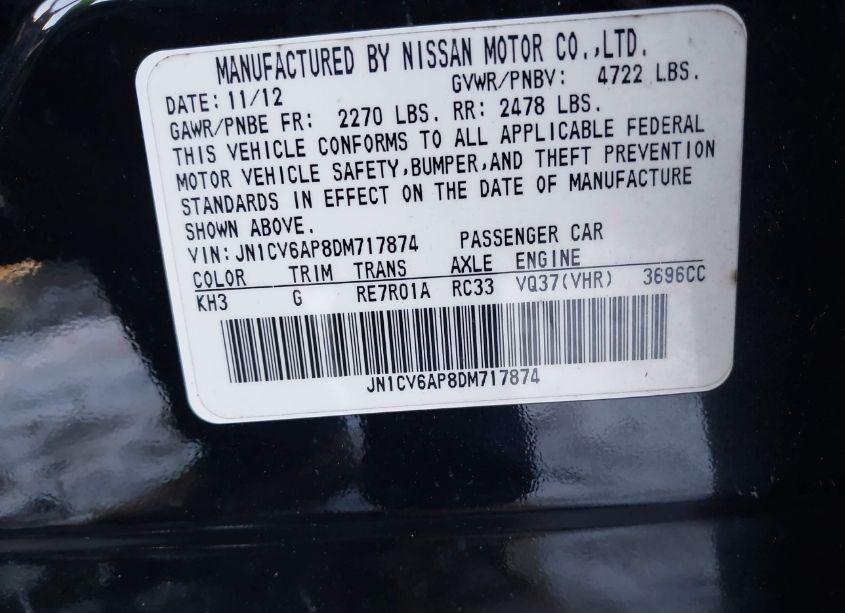 MANUFACTURED BY NISSAN MOTOR CO.,LTD.
DATE: 11/12 GVWR/PNBV: 4722 LBS.
GAWR/PNBE FR: 2270 LBS. RR: 2478 LBS.
THIS VEHICLE CONFORMS TO ALL APPLICABLE FEDERAL
MOTOR VEHICLE SAFETY,BUMPER,AND THEFT PREVENTION
STANDARDS IN EFFECT ON THE DATE OF MANUFACTURE
SHOWN ABOVE.
VIN: JN1CV6AP8DM717874 PASSENGER CAR
COLOR TRIM TRANS AXLE ENGINE
KH3 G RE7R01A RC33 VQ37(VHR) 3696CC
JN1CV6AP8DM717874